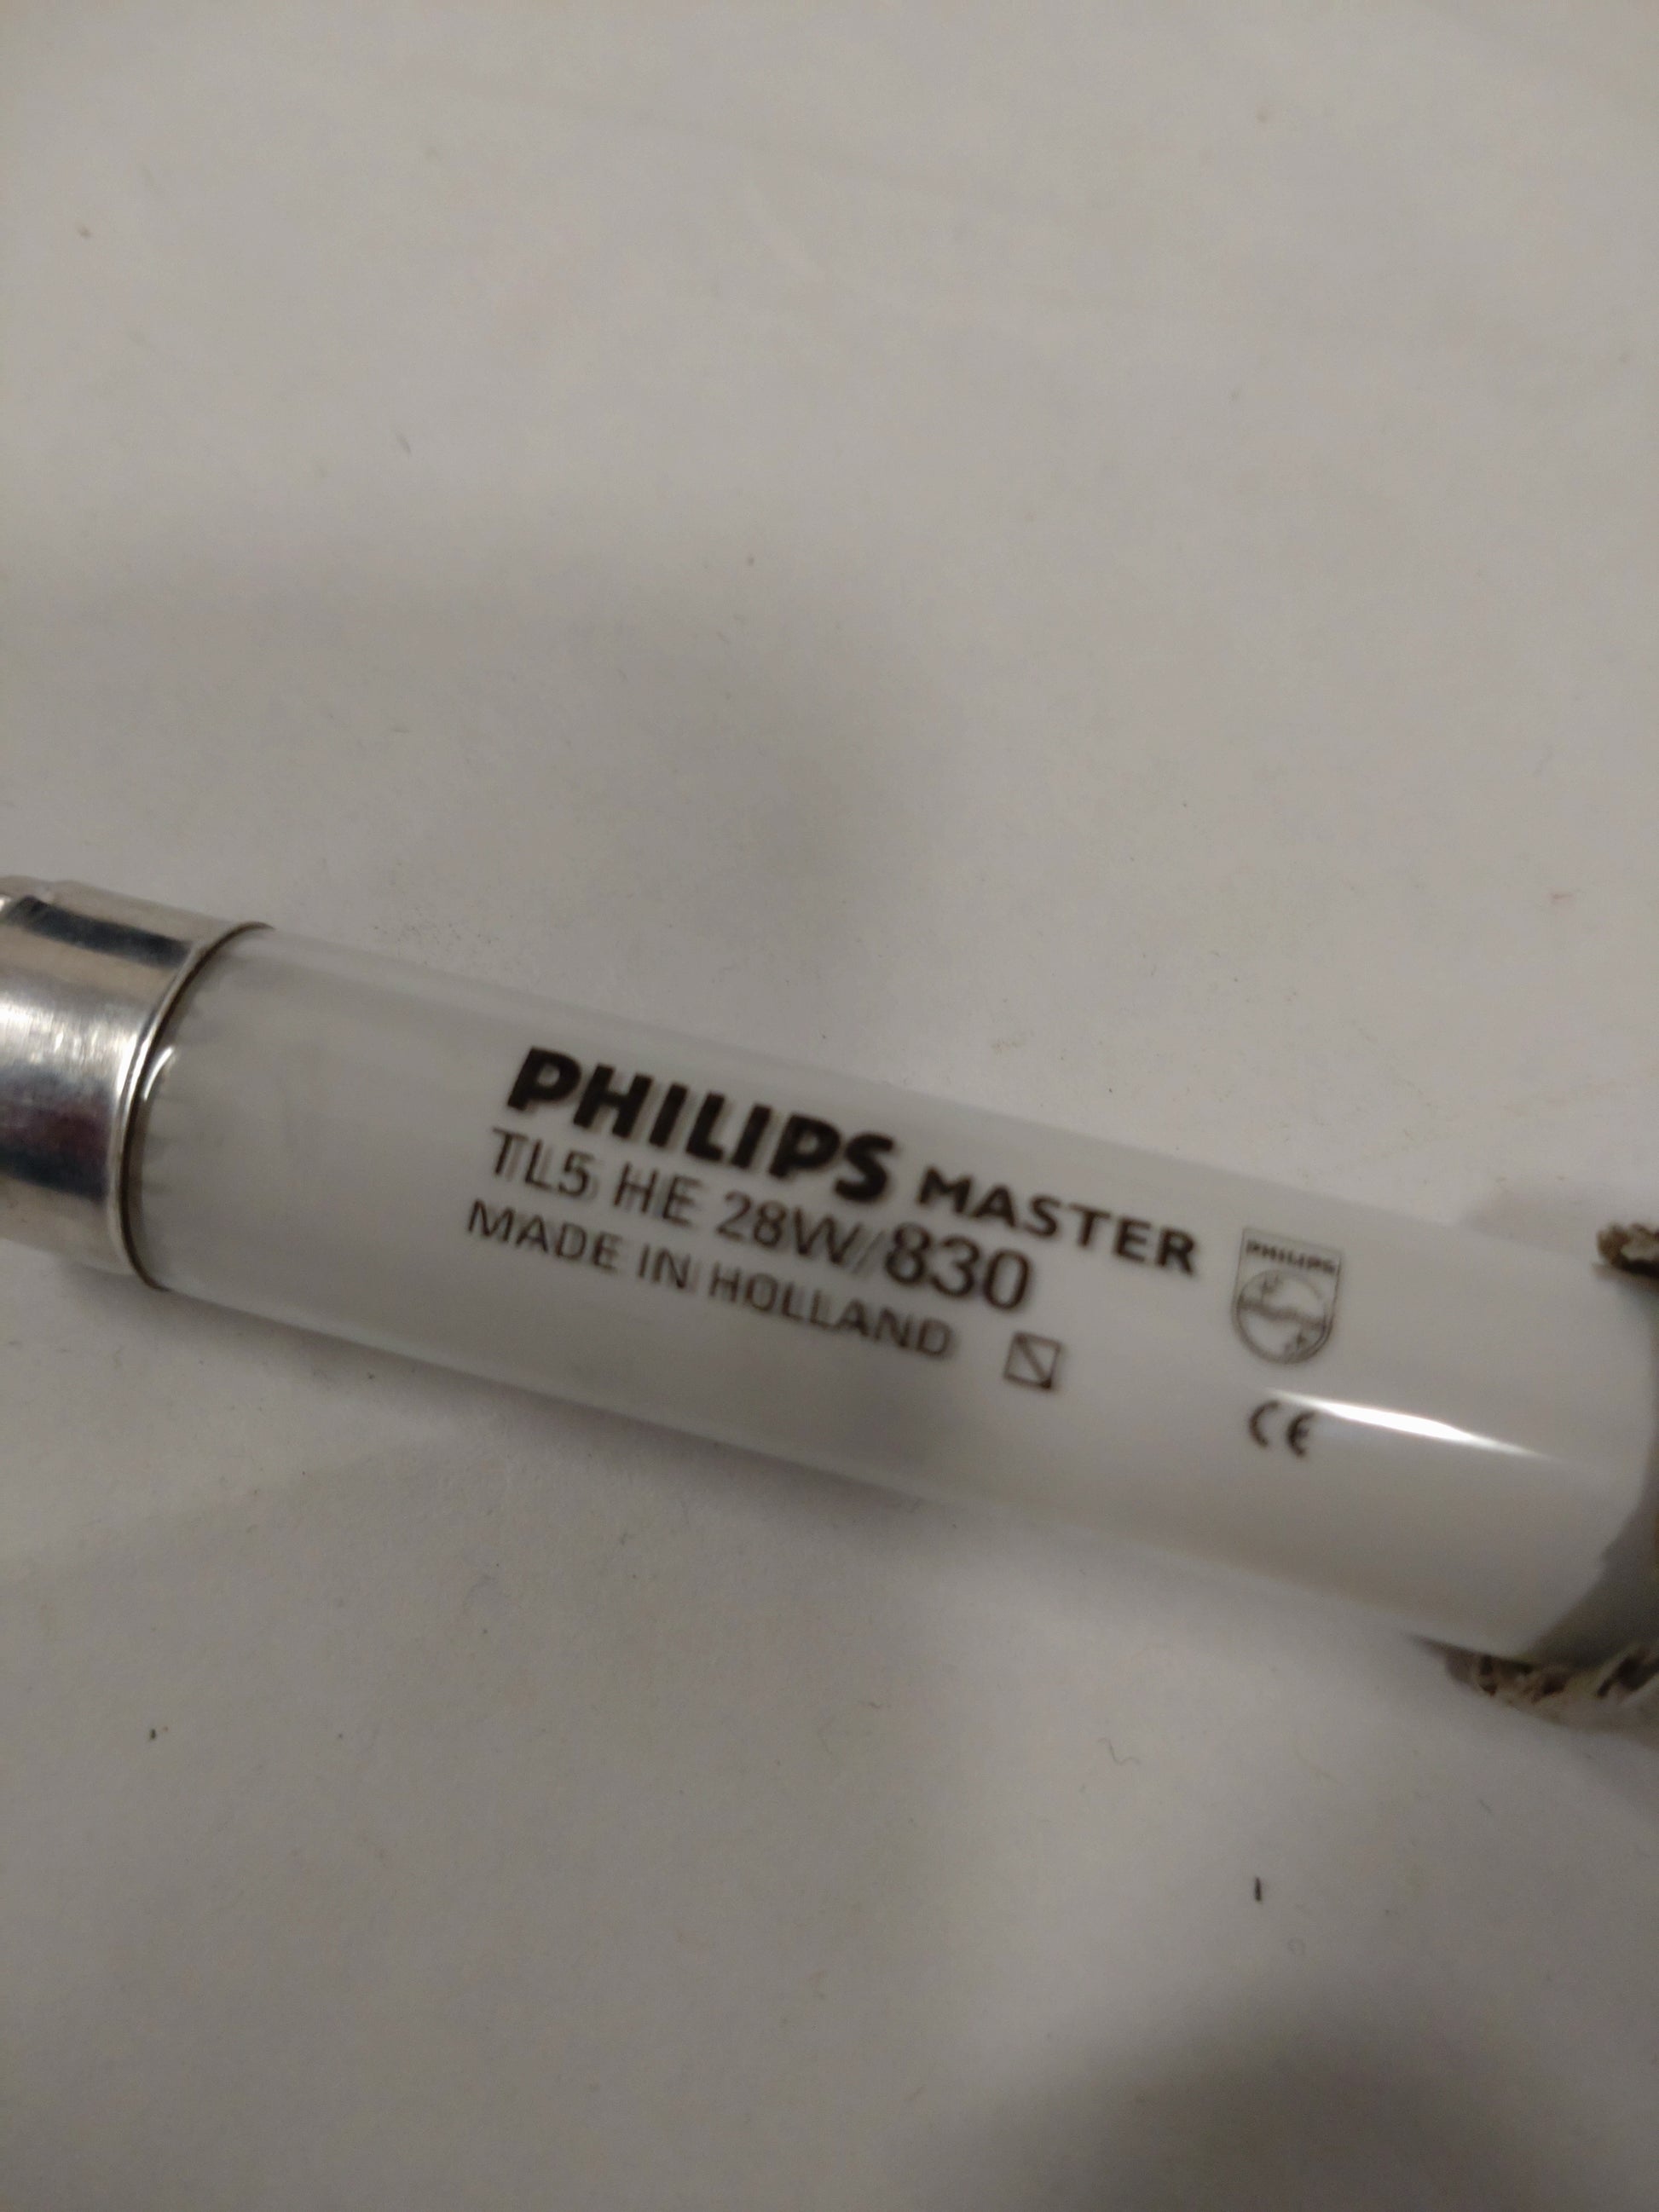 PHILIPS MASTER
TL5 HE 28W/830
MADE IN HOLLAND
PHILIPS
CE